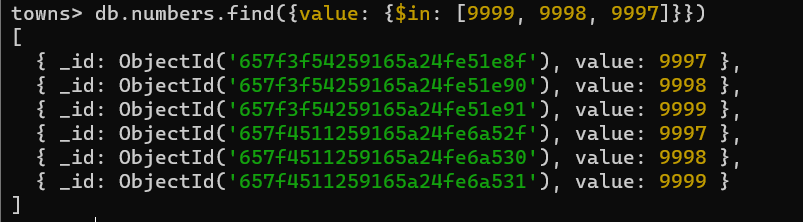 towns> db.numbers.find({value: {$in: [9999, 9998, 9997]}})
[
  { _id: ObjectId('657f3f54259165a24fe51e8f'), value: 9997 },
  { _id: ObjectId('657f3f54259165a24fe51e90'), value: 9998 },
  { _id: ObjectId('657f3f54259165a24fe51e91'), value: 9999 },
  { _id: ObjectId('657f4511259165a24fe6a52f'), value: 9997 },
  { _id: ObjectId('657f4511259165a24fe6a530'), value: 9998 },
  { _id: ObjectId('657f4511259165a24fe6a531'), value: 9999 }
]